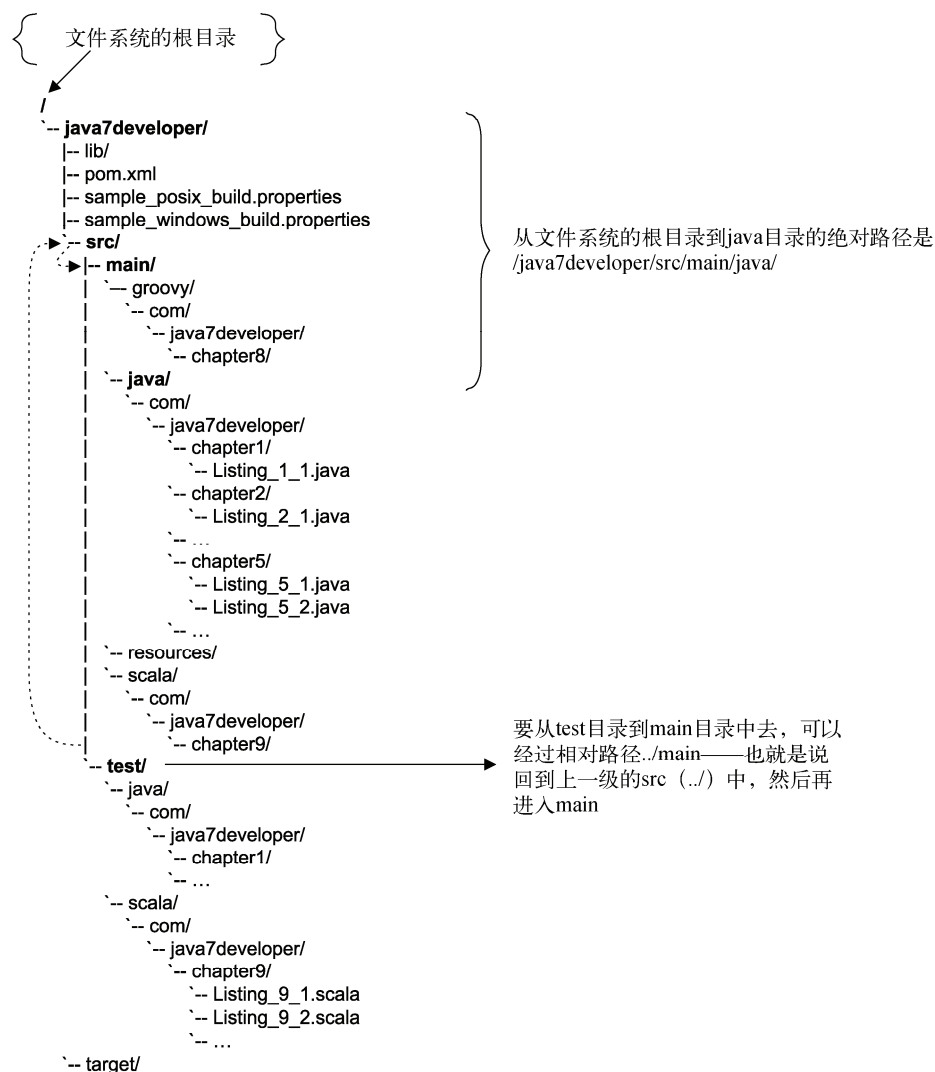 文件系统的根目录
/
`-- java7developer/
|-- lib/
|-- pom.xml
|-- sample_posix_build.properties
|-- sample_windows_build.properties
`-- src/
|-- main/
`-- groovy/
`-- com/
`-- java7developer/
`-- chapter8/
`-- java/
`-- com/
`-- java7developer/
`-- chapter1/
`-- Listing_1_1.java
`-- chapter2/
`-- Listing_2_1.java
`-- ...
`-- chapter5/
`-- Listing_5_1.java
`-- Listing_5_2.java
`-- ...
`-- resources/
`-- scala/
`-- com/
`-- java7developer/
`-- chapter9/
`-- test/
`-- java/
`-- com/
`-- java7developer/
`-- chapter1/
`-- ...
`-- scala/
`-- com/
`-- java7developer/
`-- chapter9/
`-- Listing_9_1.scala
`-- Listing_9_2.scala
`-- ...
`-- target/
从文件系统的根目录到java目录的绝对路径是
/java7developer/src/main/java/
要从test目录到main目录中去，可以
经过相对路径../main——也就是说
回到上一级的src（../）中，然后再
进入main